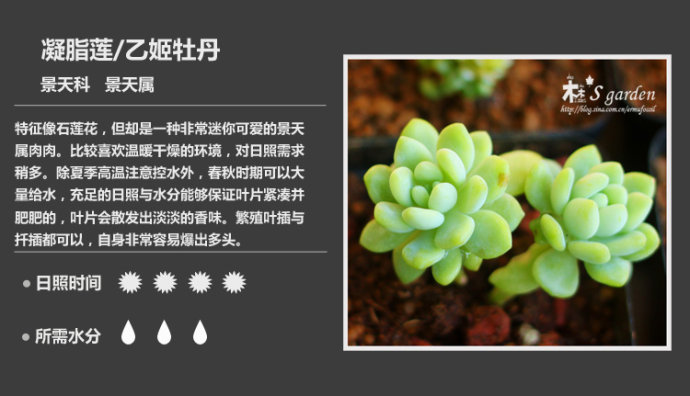 凝脂莲/乙姬牡丹
景天科 景天属
特征像石莲花，但却是一种非常迷你可爱的景天
属肉肉。比较喜欢温暖干燥的环境，对日照需求
稍多。除夏季高温注意控水外，春秋时期可以大
量给水，充足的日照与水分能够保证叶片紧凑并
肥肥的，叶片会散发出淡淡的香味。繁殖叶插与
扦插都可以，自身非常容易爆出多头。
日照时间
所需水分
's garden
http://blog.sina.com.cn/ermufossil